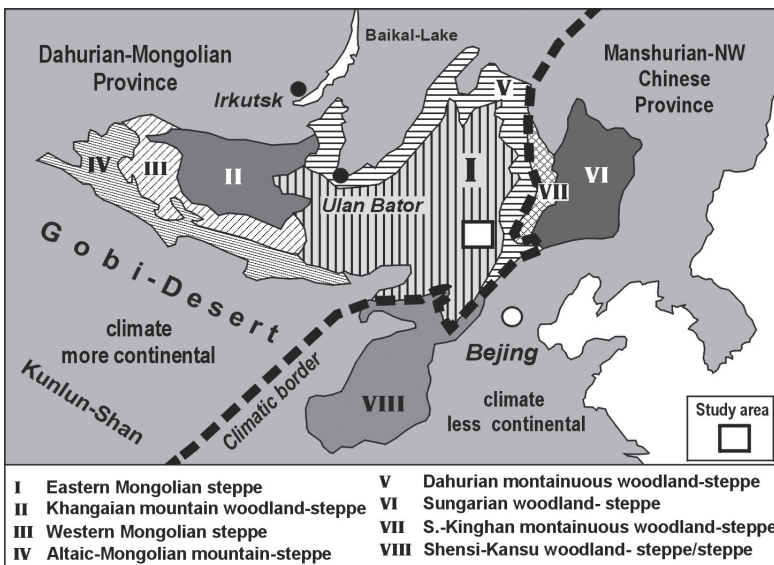 Baikal-Lake
Dahurian-Mongolian
Province
Manshurian-NW
Chinese
Province
Irkutsk
V
IV
III
II
I
VII
VI
Ulan Bator
Gobi-Desert
climate
more continental
Kunlun-Shan
Climatic border
Bejing
VIII
climate
less continental
Study area
I Eastern Mongolian steppe
II Khangaian mountain woodland-steppe
III Western Mongolian steppe
IV Altaic-Mongolian mountain-steppe
V Dahurian montainuous woodland-steppe
VI Sungarian woodland- steppe
VII S.-Kinghan montainuous woodland-steppe
VIII Shensi-Kansu woodland- steppe/steppe